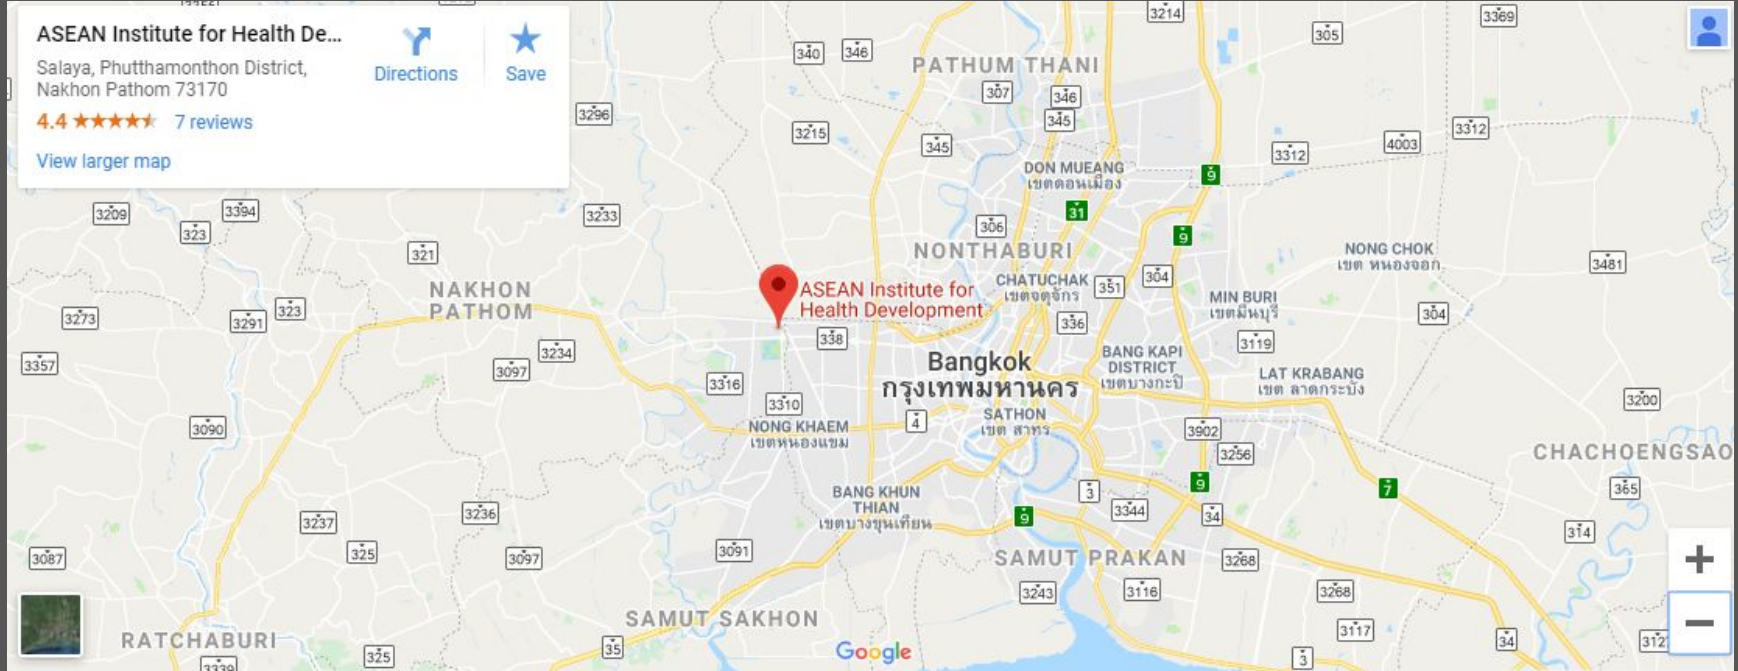 3256
ASEAN Institute for Health De...
Salaya, Phutthamonthon District,
Nakhon Pathom 73170
4.4 7 reviews
View larger map
Directions
Save
3214
305
3369
340
346
PATHUM THANI
307
346
345
3296
3215
345
3312
4003
3312
DON MUEANG
เขตดอนเมือง
9
3209
3394
323
3233
31
306
9
321
NONTHABURI
NONG CHOK
เขต หนองจอก
3481
NAKHON
PATHOM
ASEAN Institute for
Health Development
CHATUCHAK
เขตจตุจักร
351
304
MIN BURI
เขตมีนบุรี
3273
3291
323
338
336
304
3119
3357
3234
3097
Bangkok
กรุงเทพมหานคร
BANG KAPI
DISTRICT
เขตบางกะปิ
LAT KRABANG
เขต ลาดกระบัง
3316
3310
3200
3090
NONG KHAEM
เขตหนองแขม
4
SATHON
เขต สาทร
3902
3256
CHACHOENGSAO
BANG KHUN
THIAN
เขตบางขุนเทียน
3
9
7
365
3237
3236
9
3344
34
314
3087
325
3097
3091
SAMUT PRAKAN
3268
3243
3116
3268
SAMUT SAKHON
RATCHABURI
3339
325
35
Google
3117
3
34
312